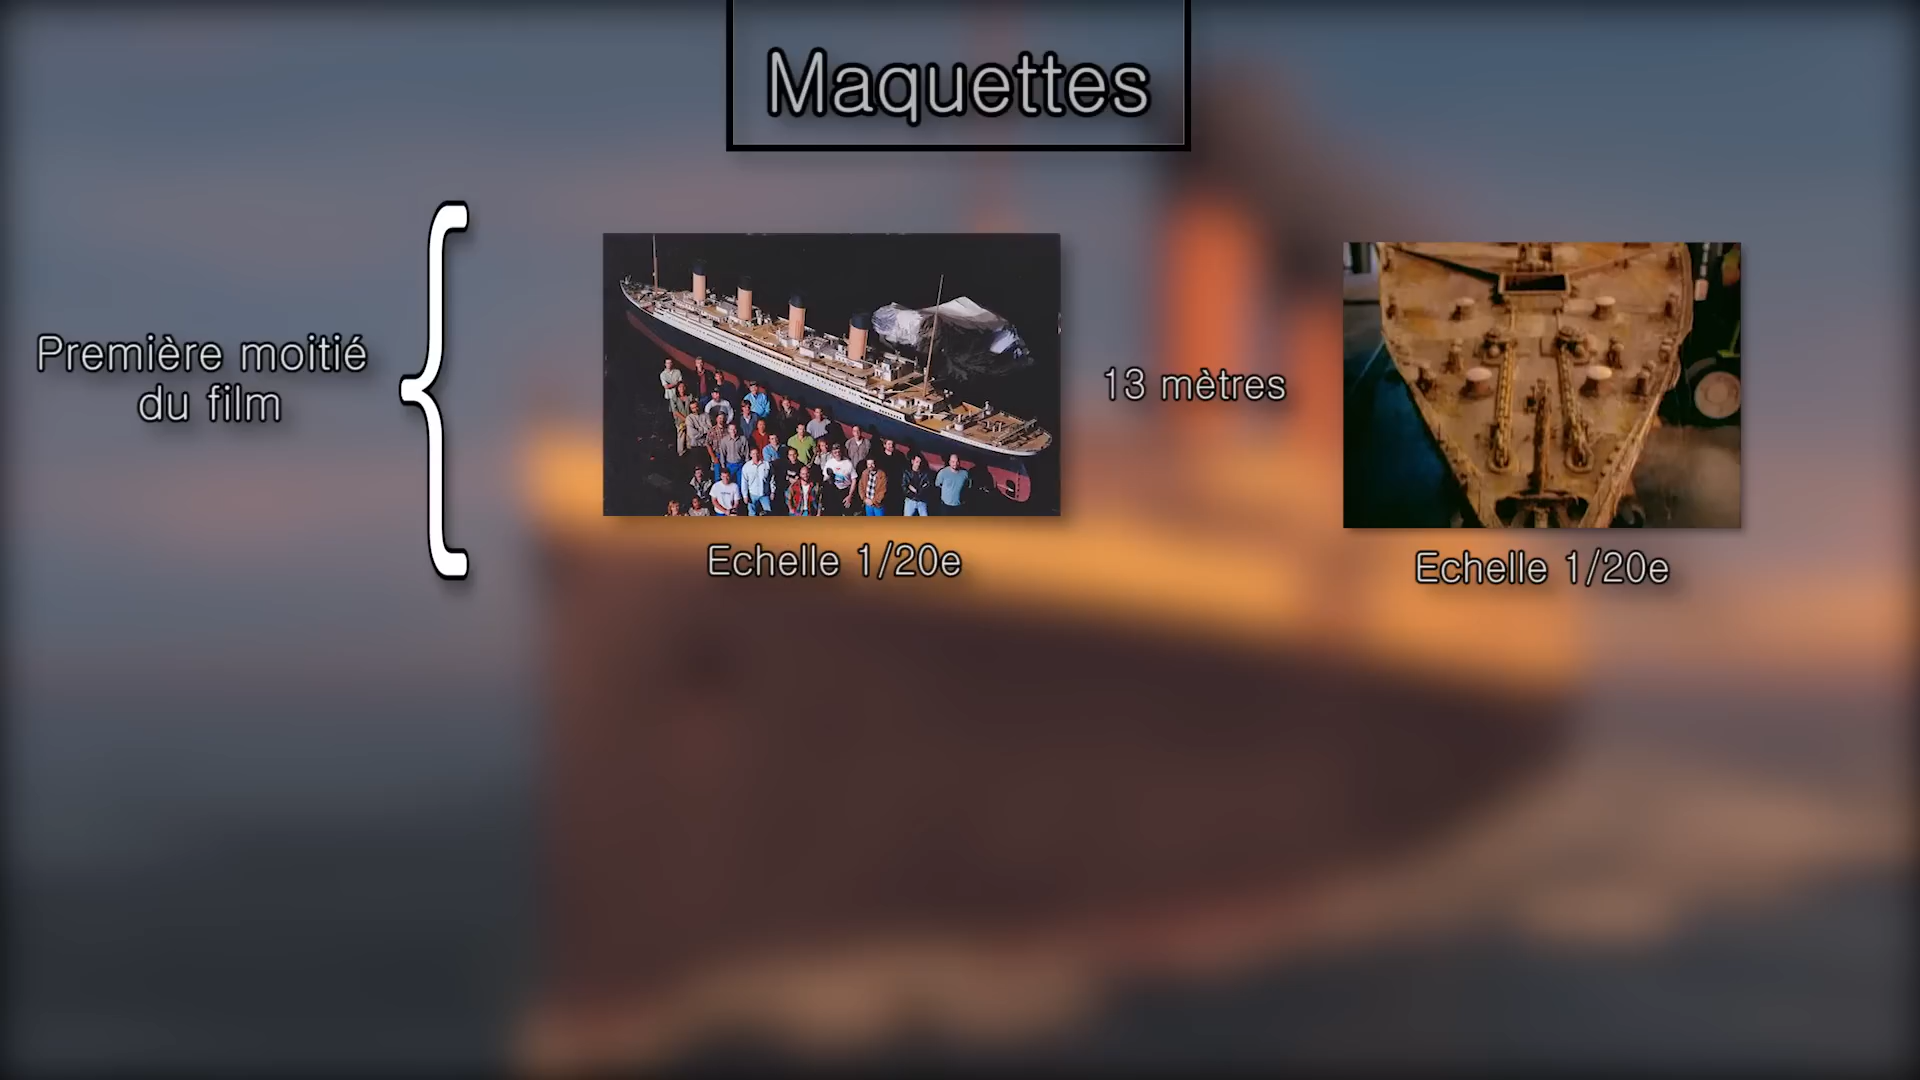 Maquettes
Première moitié
du film
13 mètres
Echelle 1/20e
Echelle 1/20e